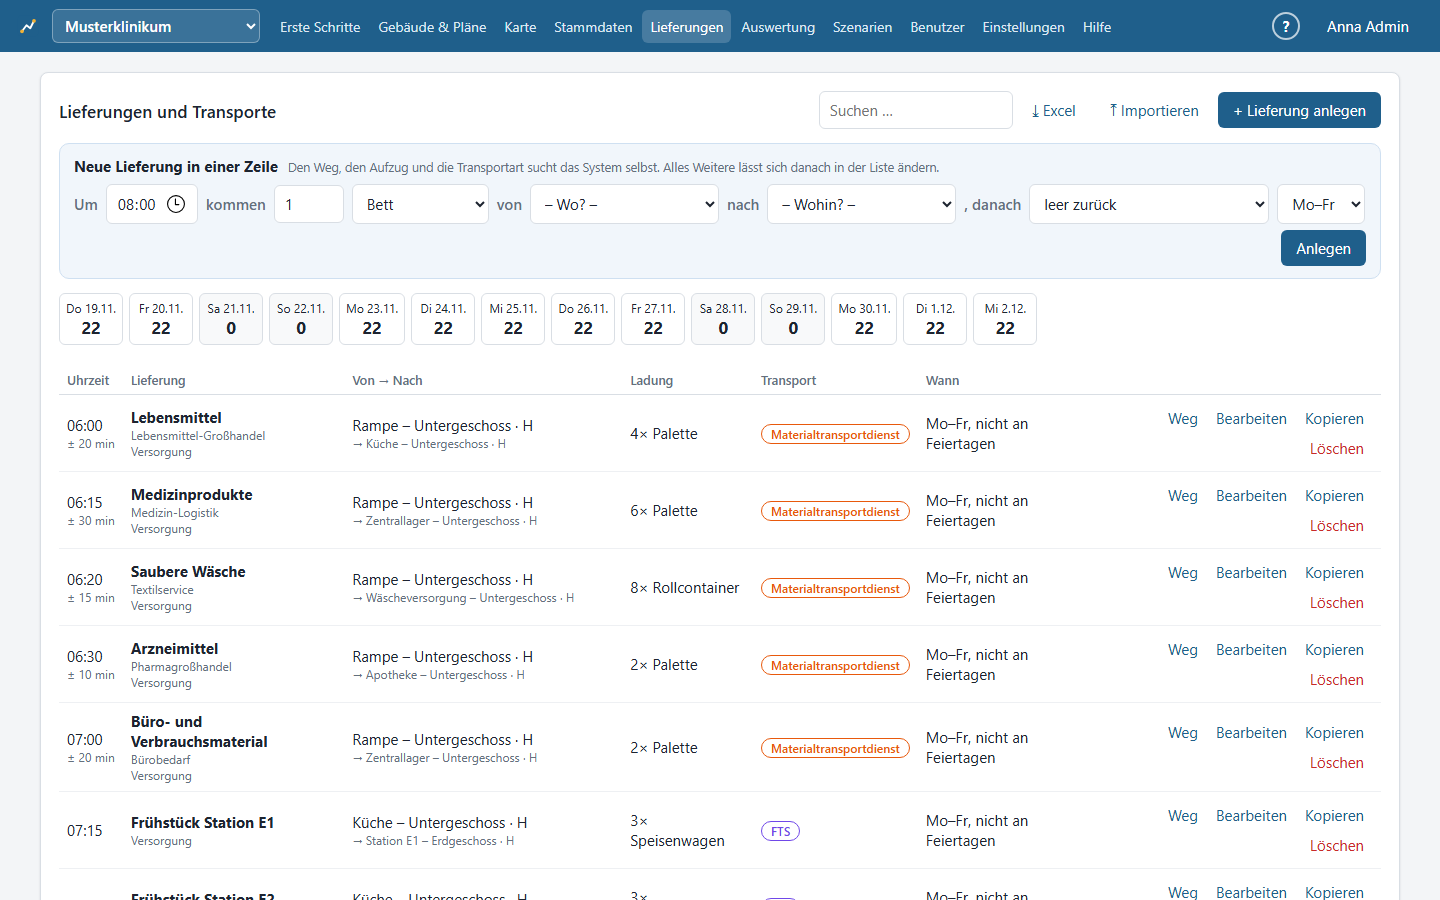 Musterklinikum Erste Schritte Gebäude & Pläne Karte Stammdaten Lieferungen Auswertung Szenarien Benutzer Einstellungen Hilfe ? Anna Admin
Lieferungen und Transporte Suchen ... ↓ Excel ↑ Importieren + Lieferung anlegen
Neue Lieferung in einer Zeile Den Weg, den Aufzug und die Transportart sucht das System selbst. Alles Weitere lässt sich danach in der Liste ändern.
Um 08:00 kommen 1 Bett von – Wo? – nach – Wohin? – , danach leer zurück Mo–Fr
Anlegen
Do 19.11. Fr 20.11. Sa 21.11. So 22.11. Mo 23.11. Di 24.11. Mi 25.11. Do 26.11. Fr 27.11. Sa 28.11. So 29.11. Mo 30.11. Di 1.12. Mi 2.12.
22 22 0 0 22 22 22 22 22 0 0 22 22 22
Uhrzeit Lieferung Von → Nach Ladung Transport Wann
06:00 ± 20 min
Lebensmittel
Lebensmittel-Großhandel
Versorgung
Rampe – Untergeschoss · H
→ Küche – Untergeschoss · H
4× Palette
Materialtransportdienst
Mo–Fr, nicht an
Feiertagen
Weg Bearbeiten Kopieren
Löschen
06:15
± 30 min
Medizinprodukte
Medizin-Logistik
Versorgung
Rampe – Untergeschoss · H
→ Zentrallager – Untergeschoss · H
6× Palette
Materialtransportdienst
Mo–Fr, nicht an
Feiertagen
Weg Bearbeiten Kopieren
Löschen
06:20
± 15 min
Saubere Wäsche
Textilservice
Versorgung
Rampe – Untergeschoss · H
→ Wäscheversorgung – Untergeschoss · H
8× Rollcontainer
Materialtransportdienst
Mo–Fr, nicht an
Feiertagen
Weg Bearbeiten Kopieren
Löschen
06:30
± 10 min
Arzneimittel
Pharmagroßhandel
Versorgung
Rampe – Untergeschoss · H
→ Apotheke – Untergeschoss · H
2× Palette
Materialtransportdienst
Mo–Fr, nicht an
Feiertagen
Weg Bearbeiten Kopieren
Löschen
07:00
± 20 min
Büro- und
Verbrauchsmaterial
Bürobedarf
Versorgung
Rampe – Untergeschoss · H
→ Zentrallager – Untergeschoss · H
2× Palette
Materialtransportdienst
Mo–Fr, nicht an
Feiertagen
Weg Bearbeiten Kopieren
Löschen
07:15
Frühstück Station E1
Versorgung
Küche – Untergeschoss · H
→ Station E1 – Erdgeschoss · H
3×
Speisenwagen
FTS
Mo–Fr, nicht an
Feiertagen
Weg Bearbeiten Kopieren
Löschen
Frühstück Station E2
Küche – Untergeschoss · H
3×
Mo–Fr, nicht an
Weg Bearbeiten Kopieren